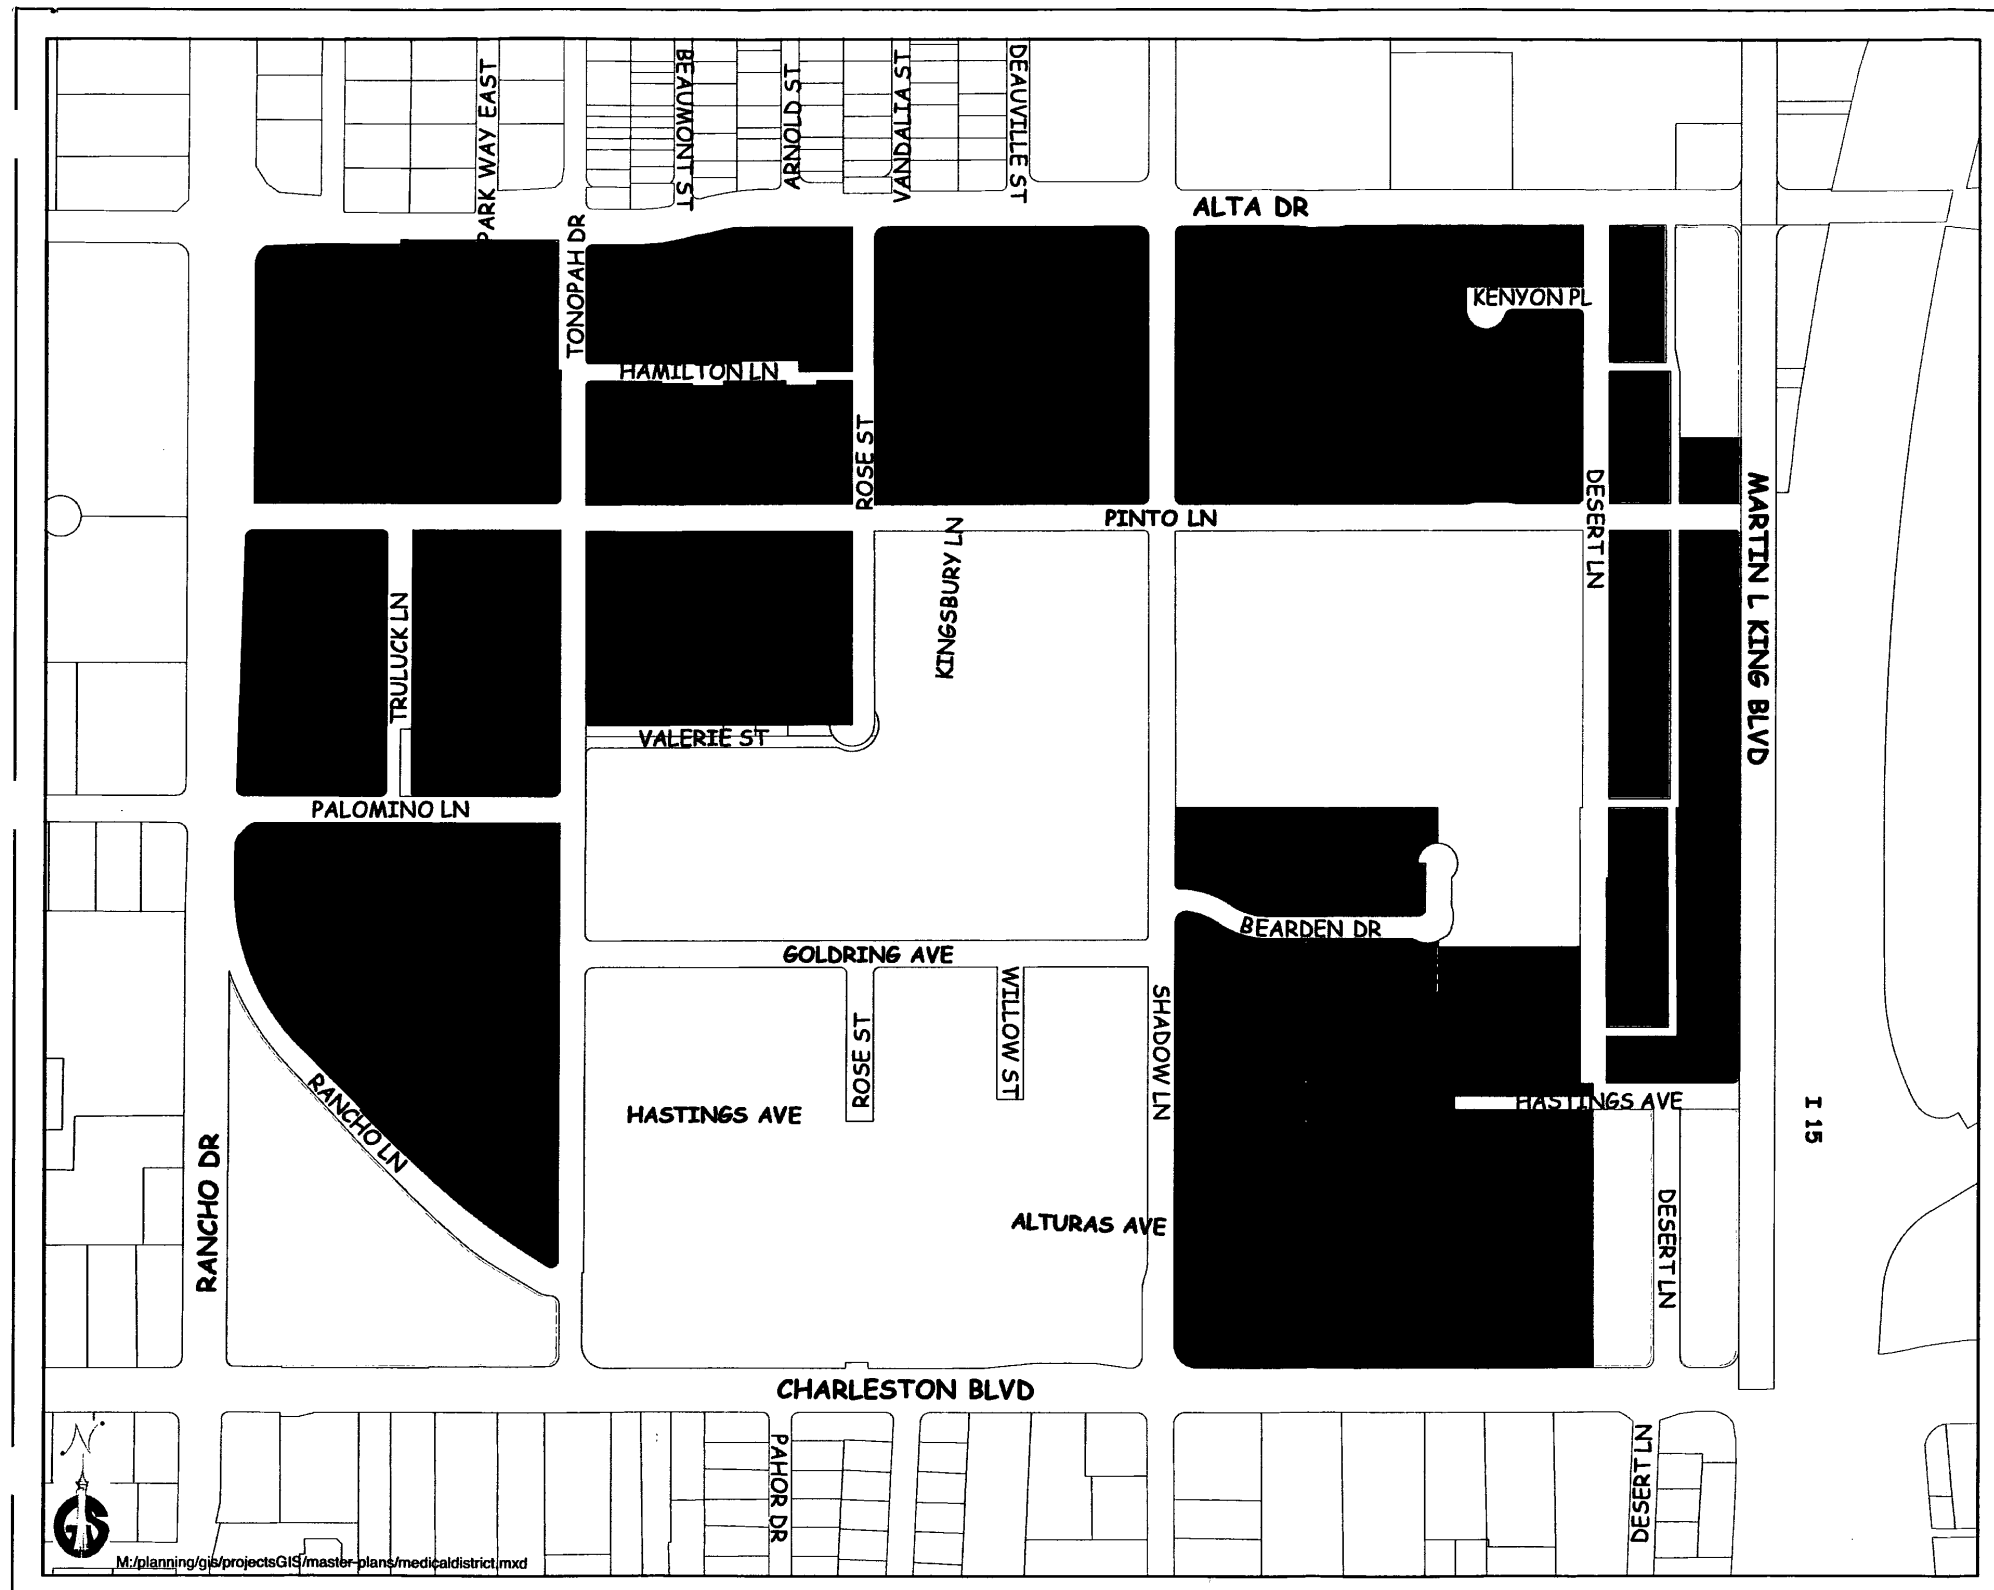 PARK WAY EAST
BEAUMONT ST
ARNOLD ST
VANDALIA ST
DEAUVILLE ST
ALTA DR
TONOPAH DR
KENYON PL
HAMILTON LN
ROSE ST
DESERT LN
MARTIN L KING BLVD
PINTO LN
KINGSBURY LN
TRULUCK LN
VALERIE ST
PALOMINO LN
BEARDEN DR
GOLDRING AVE
WILLOW ST
SHADOW LN
ROSE ST
RANCHO LN
HASTINGS AVE
HASTINGS AVE
I 15
RANCHO DR
ALTURAS AVE
DESERT LN
CHARLESTON BLVD
PAHOR DR
DESERT LN
N
GIS
M:/planning/gis/projectsGIS/master-plans/medicaldistrict.mxd